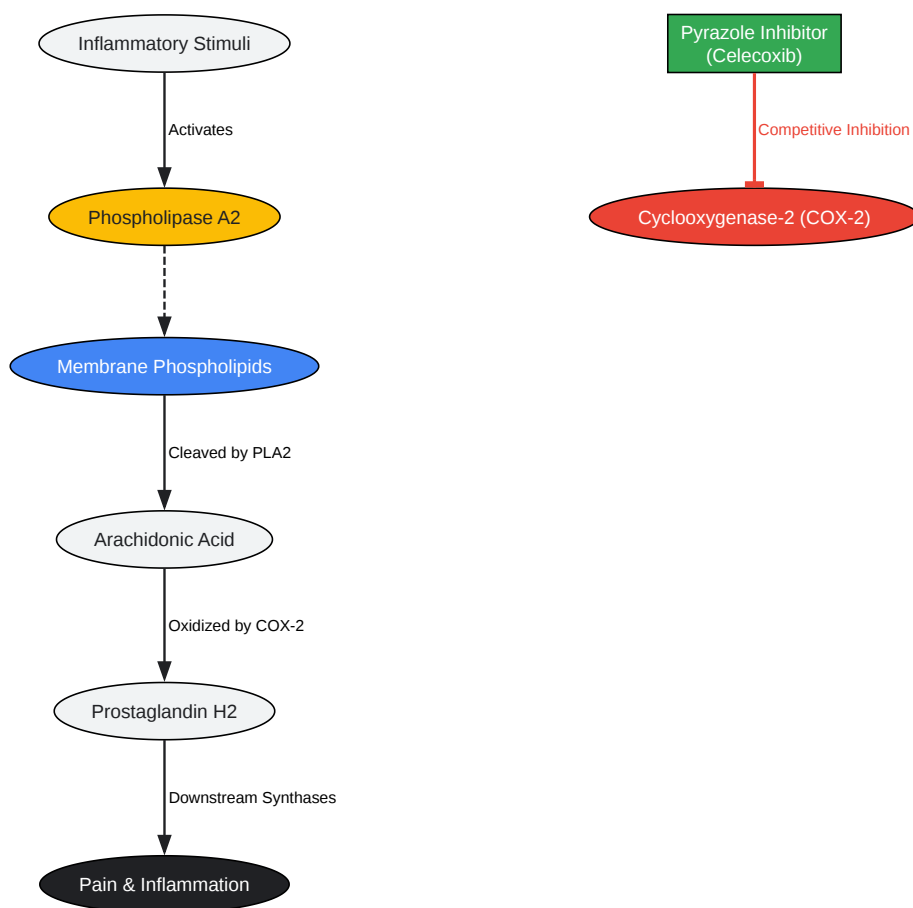 Inflammatory Stimuli
Activates
Phospholipase A2
Membrane Phospholipids
Cleaved by PLA2
Arachidonic Acid
Oxidized by COX-2
Prostaglandin H2
Downstream Synthases
Pain & Inflammation
Pyrazole Inhibitor
(Celecoxib)
Competitive Inhibition
Cyclooxygenase-2 (COX-2)